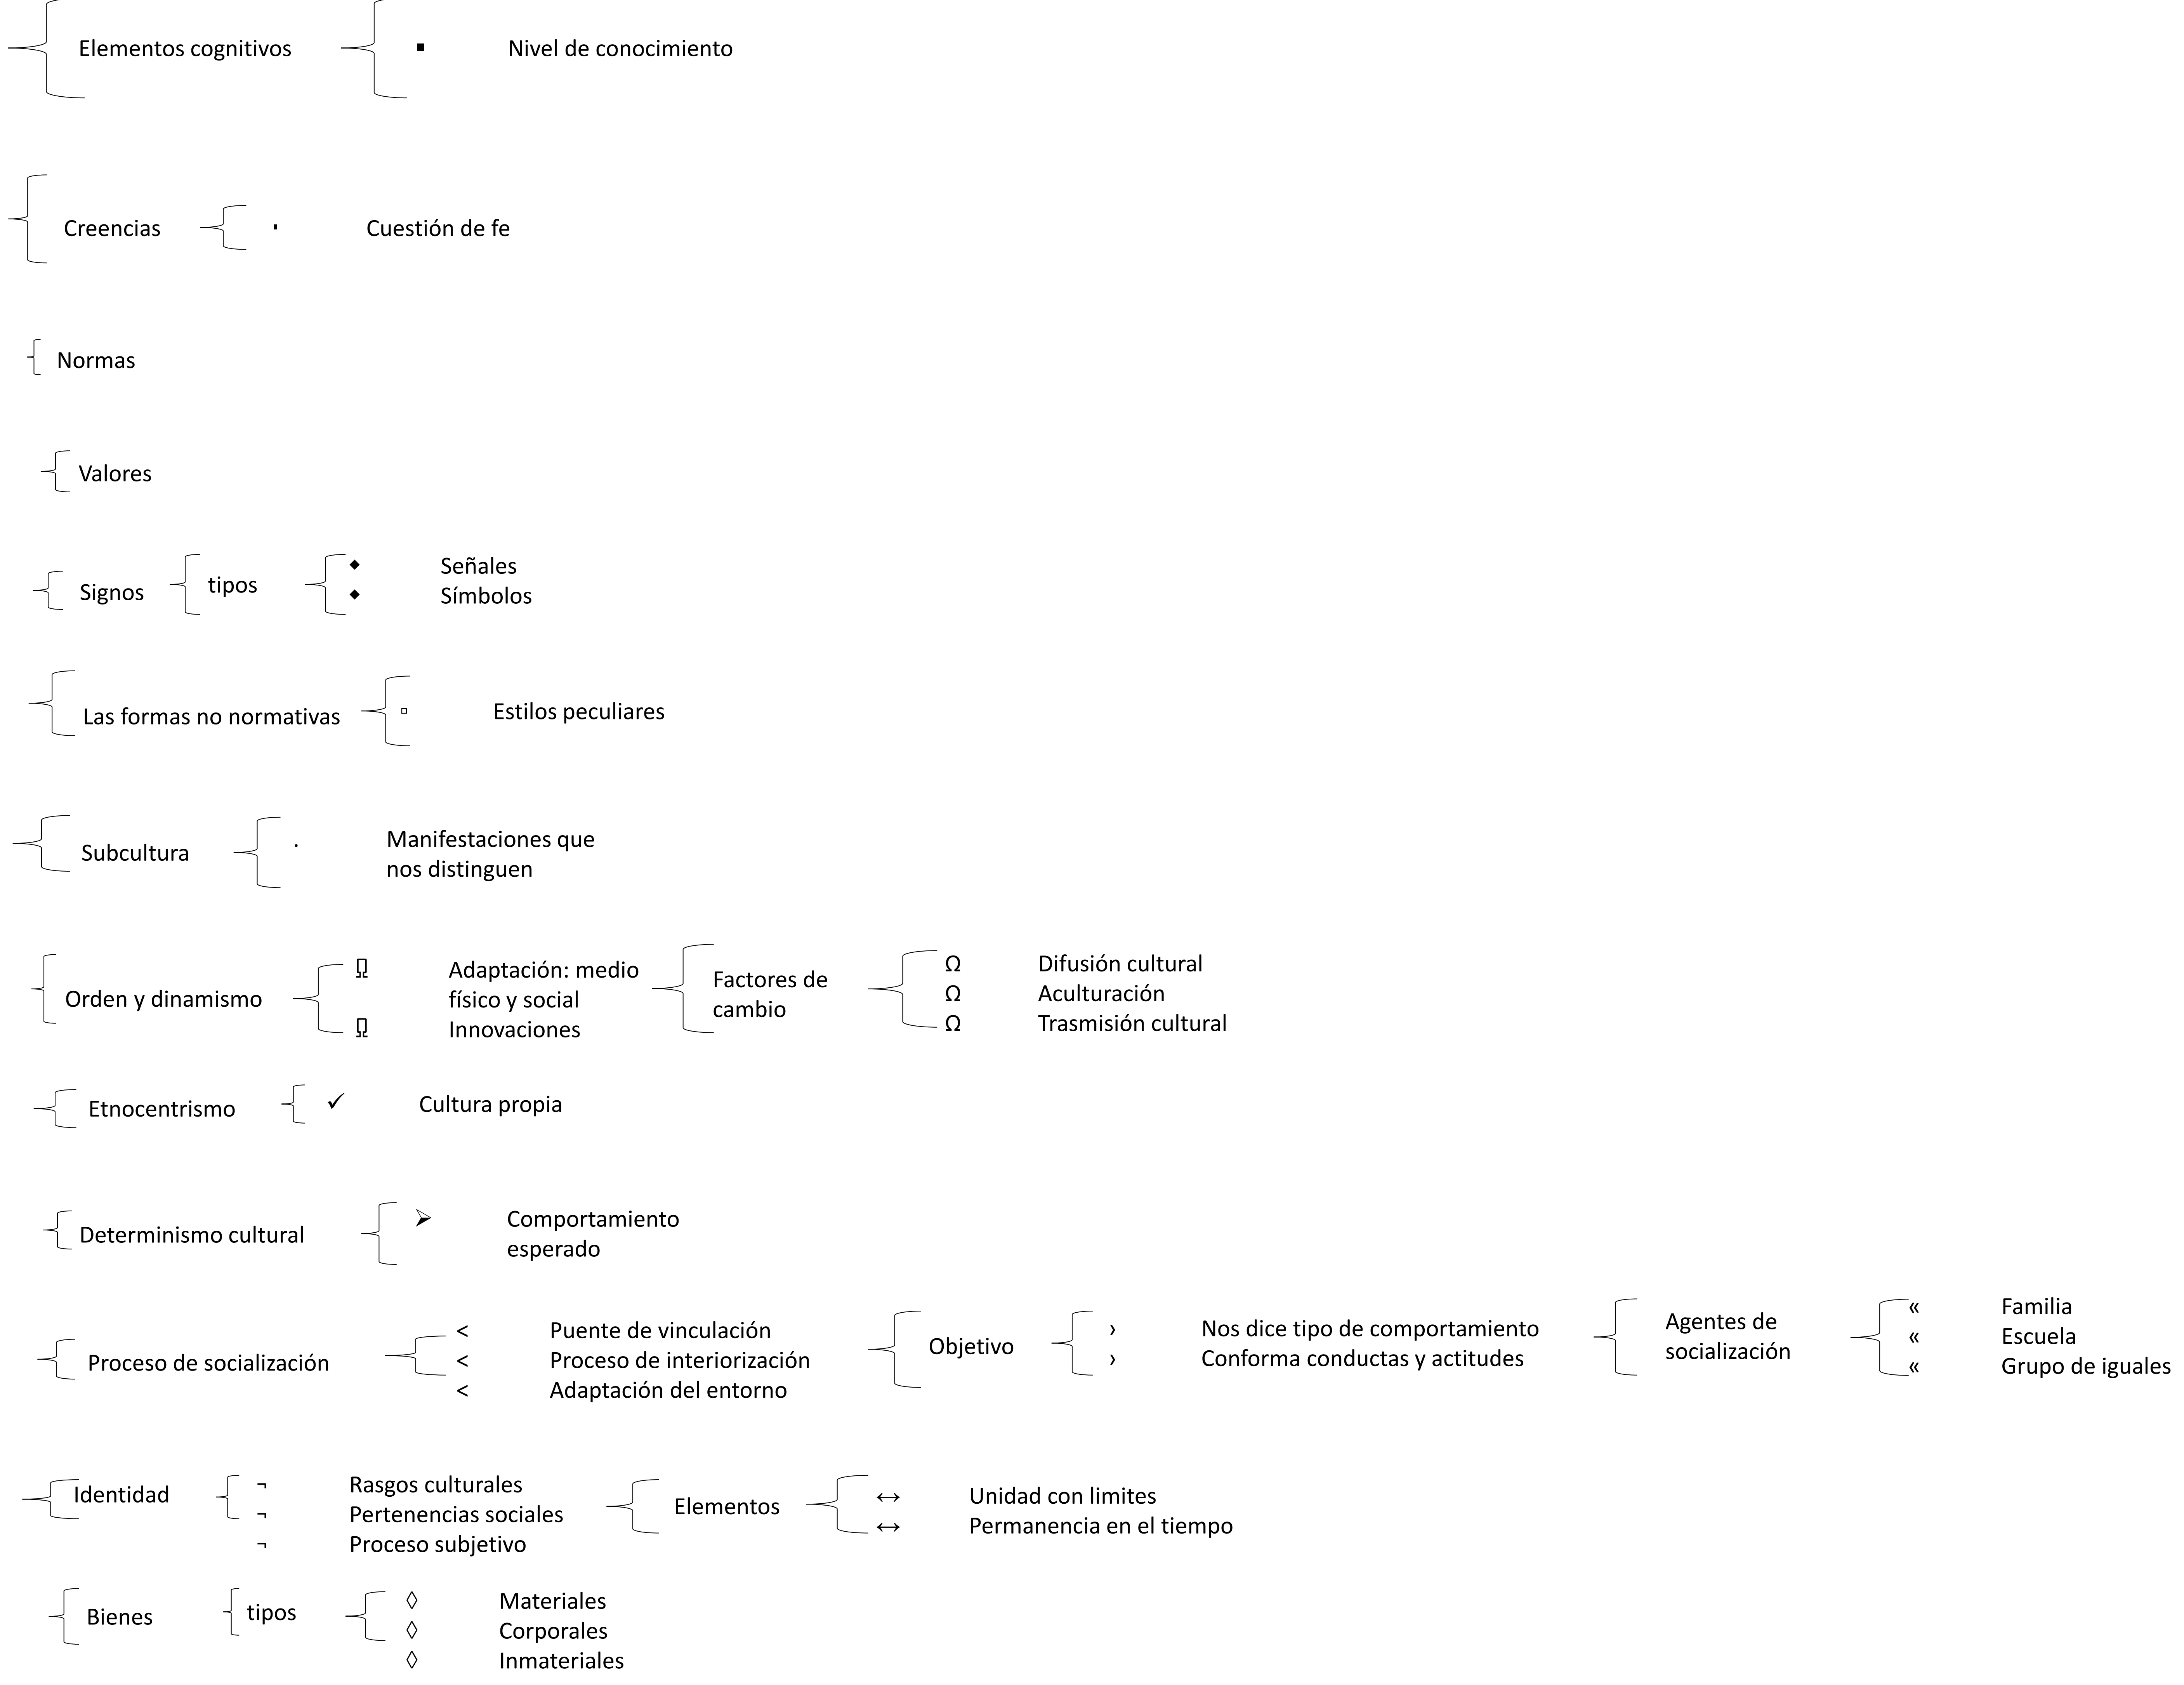 Elementos cognitivos
▪ Nivel de conocimiento
Creencias
Cuestión de fe
Normas
Valores
Signos
tipos
◆ Señales
◆ Símbolos
Las formas no normativas
▫ Estilos peculiares
Subcultura
· Manifestaciones que
nos distinguen
Orden y dinamismo
Ω Adaptación: medio
físico y social
Ω Innovaciones
Factores de
cambio
Ω Difusión cultural
Ω Aculturación
Ω Trasmisión cultural
Etnocentrismo
✓ Cultura propia
Determinismo cultural
➢ Comportamiento
esperado
Proceso de socialización
< Puente de vinculación
< Proceso de interiorización
< Adaptación del entorno
Objetivo
› Nos dice tipo de comportamiento
› Conforma conductas y actitudes
Agentes de
socialización
« Familia
« Escuela
« Grupo de iguales
Identidad
¬ Rasgos culturales
¬ Pertenencias sociales
¬ Proceso subjetivo
Elementos
↔ Unidad con limites
↔ Permanencia en el tiempo
Bienes
tipos
◊ Materiales
◊ Corporales
◊ Inmateriales